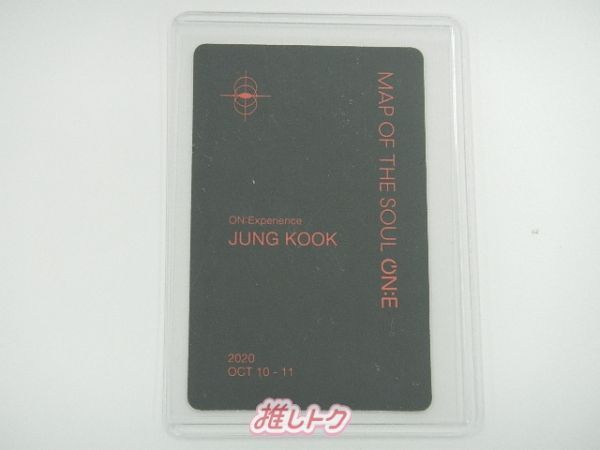 MAP OF THE SOUL ON:E
ON:Experience
JUNG KOOK
2020
OCT 10 - 11
推しトク